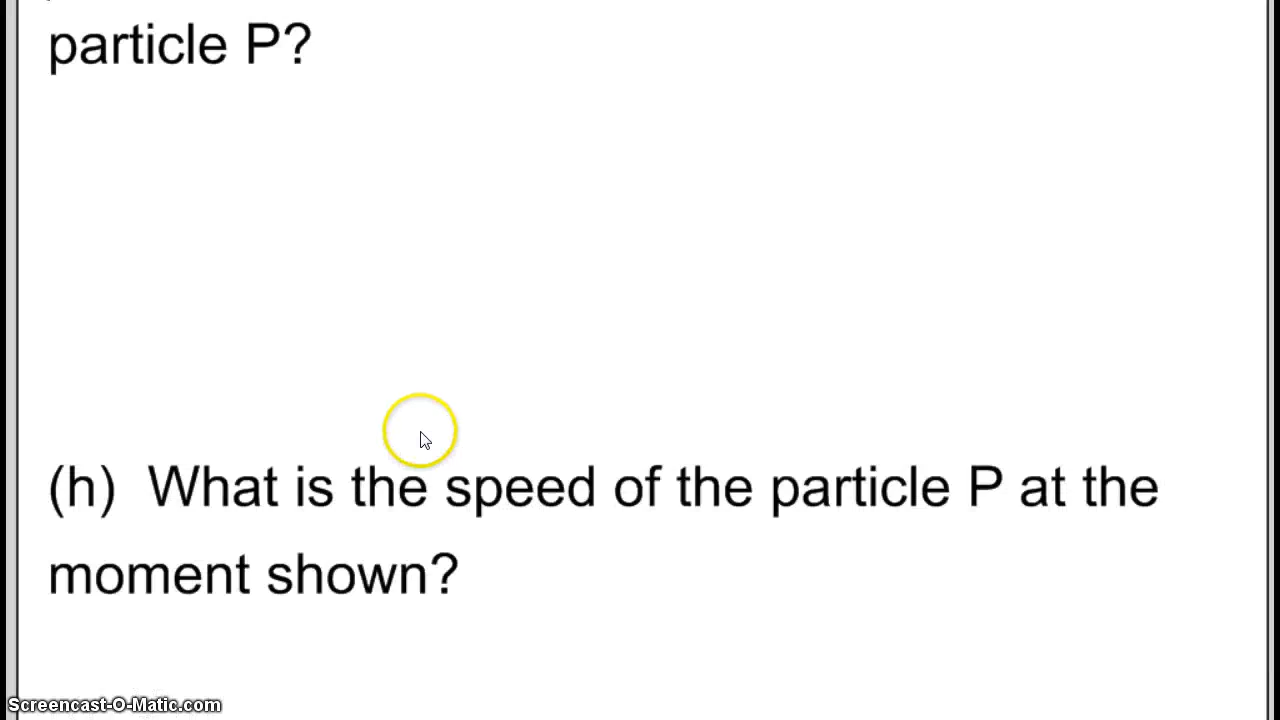 particle P?
(h) What is the speed of the particle P at the
moment shown?
Screencast-O-Matic.com